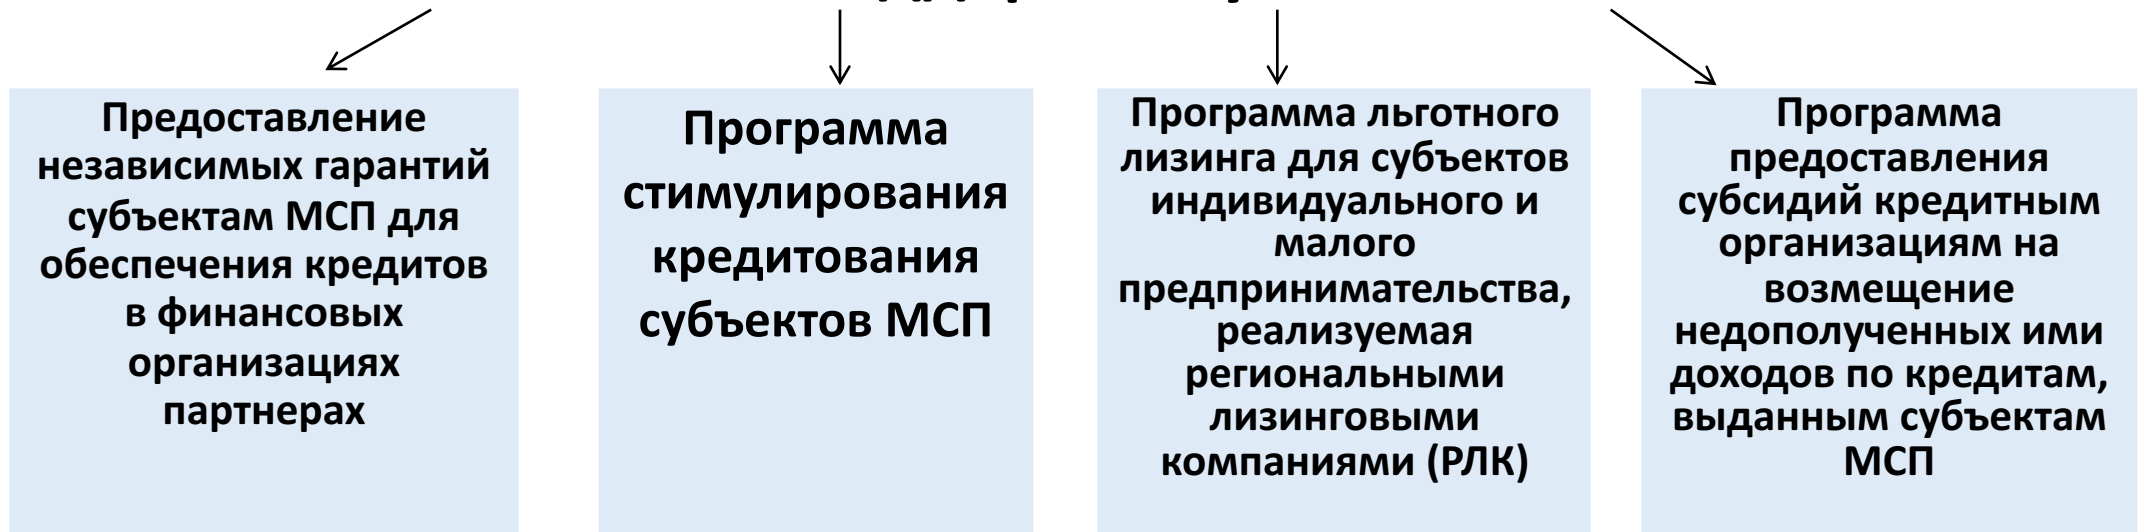 Предоставление
независимых гарантий
субъектам МСП для
обеспечения кредитов
в финансовых
организациях
партнерах
Программа
стимулирования
кредитования
субъектов МСП
Программа льготного
лизинга для субъектов
индивидуального и
малого
предпринимательства,
реализуемая
региональными
лизинговыми
компаниями (РЛК)
Программа
предоставления
субсидий кредитным
организациям на
возмещение
недополученных ими
доходов по кредитам,
выданным субъектам
МСП